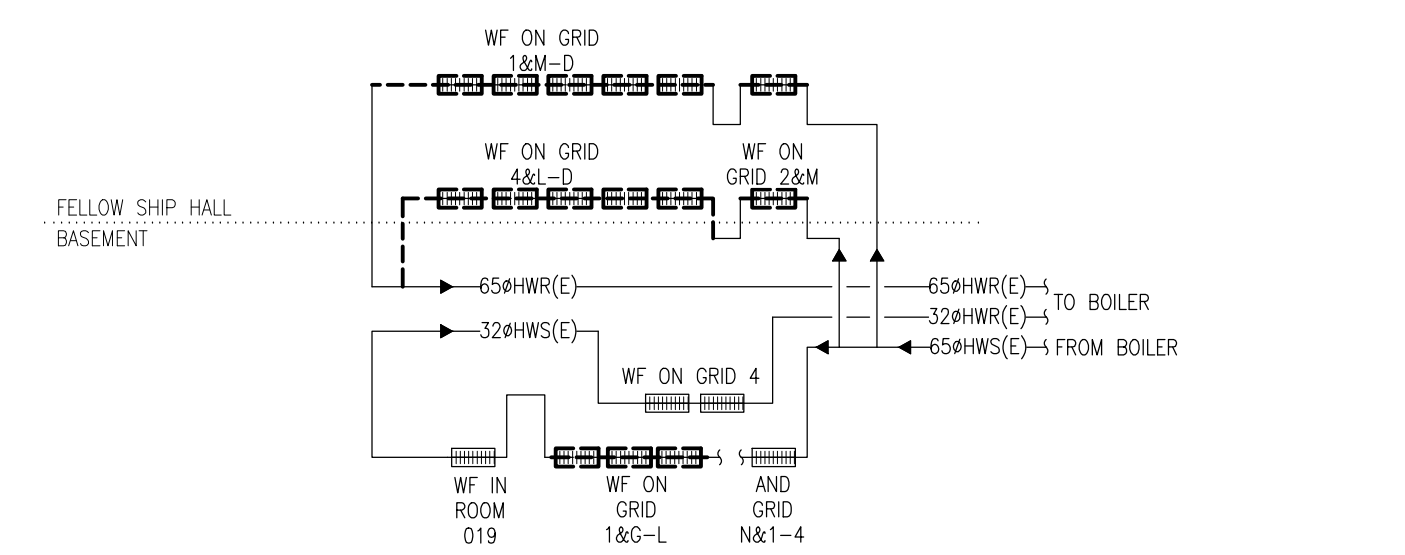 WF ON GRID
1&M-D
WF ON GRID
4&L-D
WF ON
GRID 2&M
FELLOW SHIP HALL
BASEMENT
65øHWR(E)
65øHWR(E)
TO BOILER
32øHWS(E)
32øHWR(E)
65øHWS(E)
FROM BOILER
WF ON GRID 4
WF IN
ROOM
019
WF ON
GRID
1&G-L
AND
GRID
N&1-4